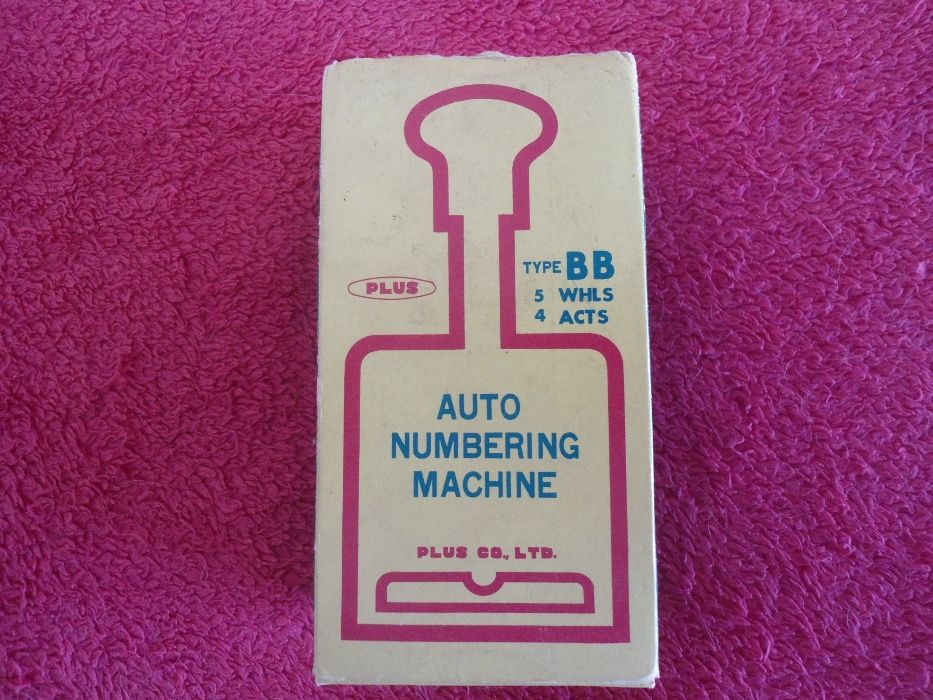 PLUS
TYPE BB
5 WHLS
4 ACTS
AUTO
NUMBERING
MACHINE
PLUS CO., LTD.